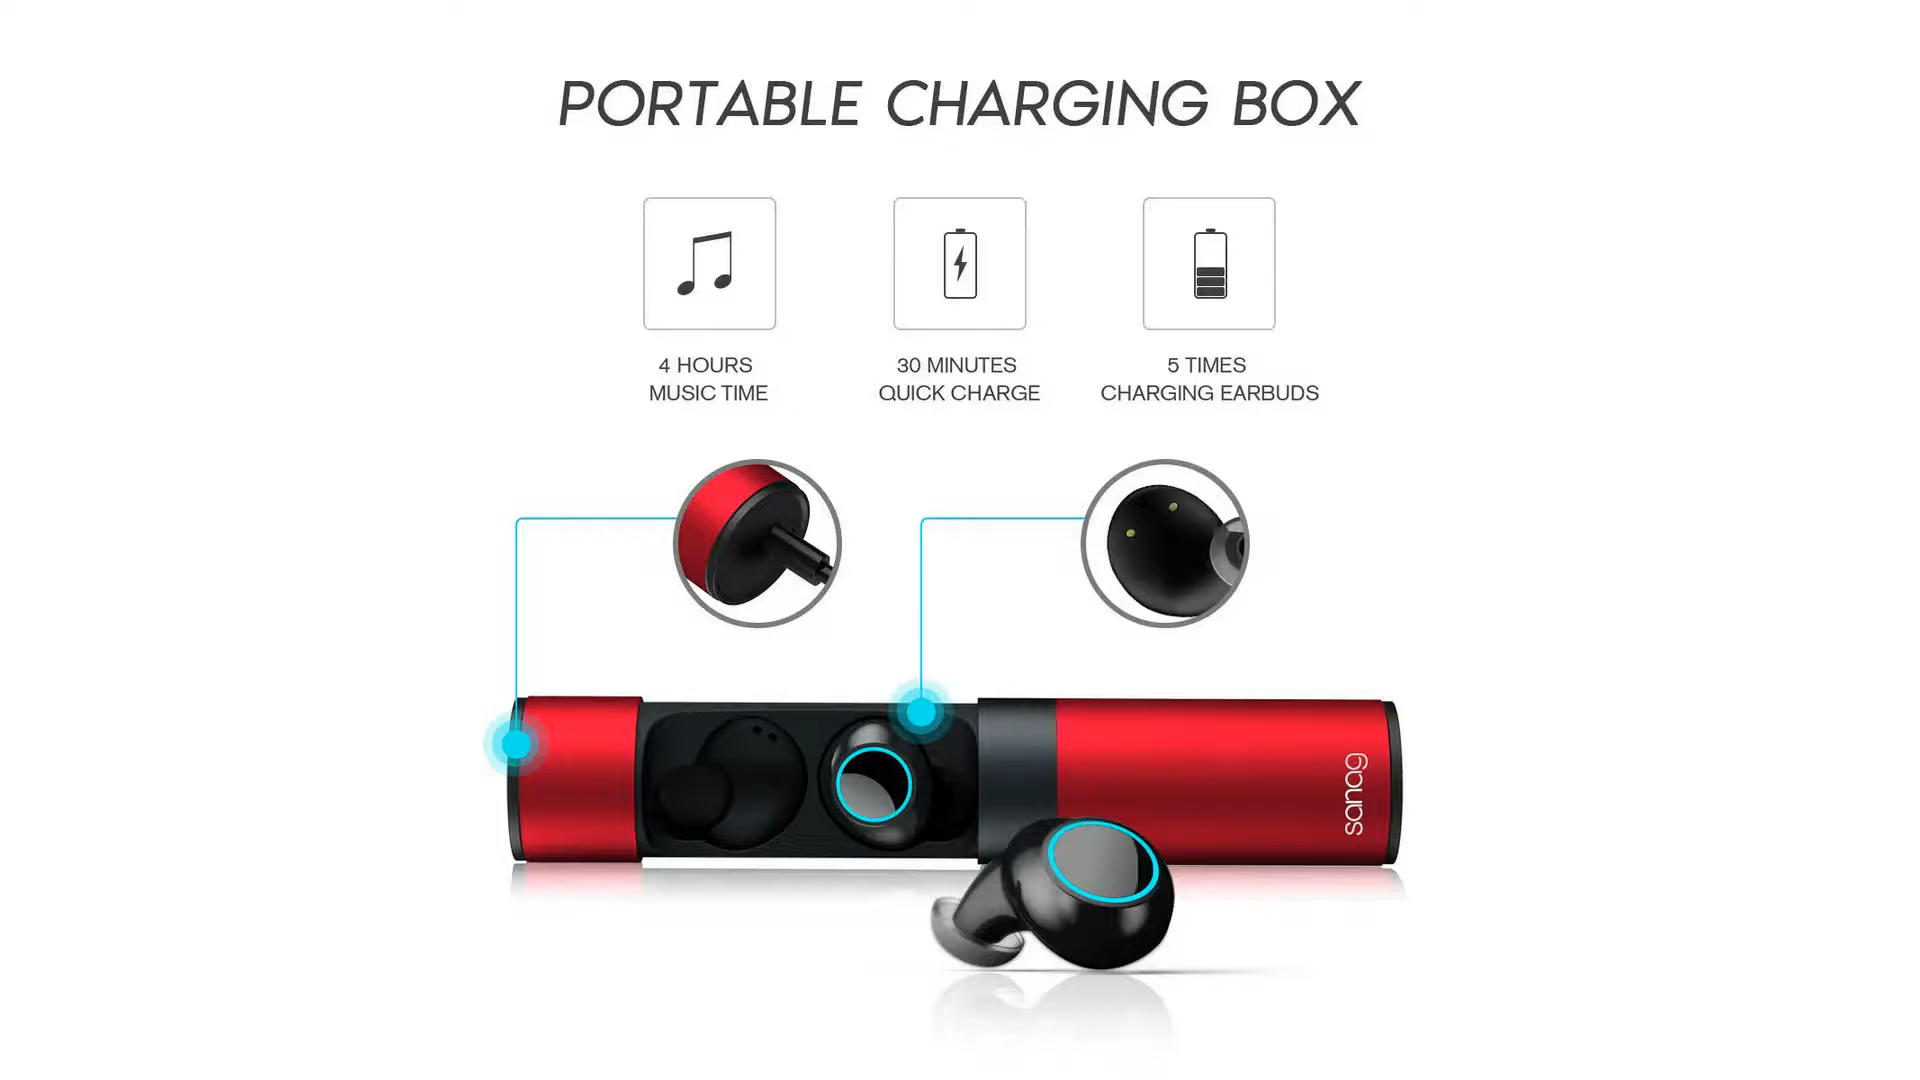 PORTABLE CHARGING BOX
4 HOURS
MUSIC TIME
30 MINUTES
QUICK CHARGE
5 TIMES
CHARGING EARBUDS
sanag